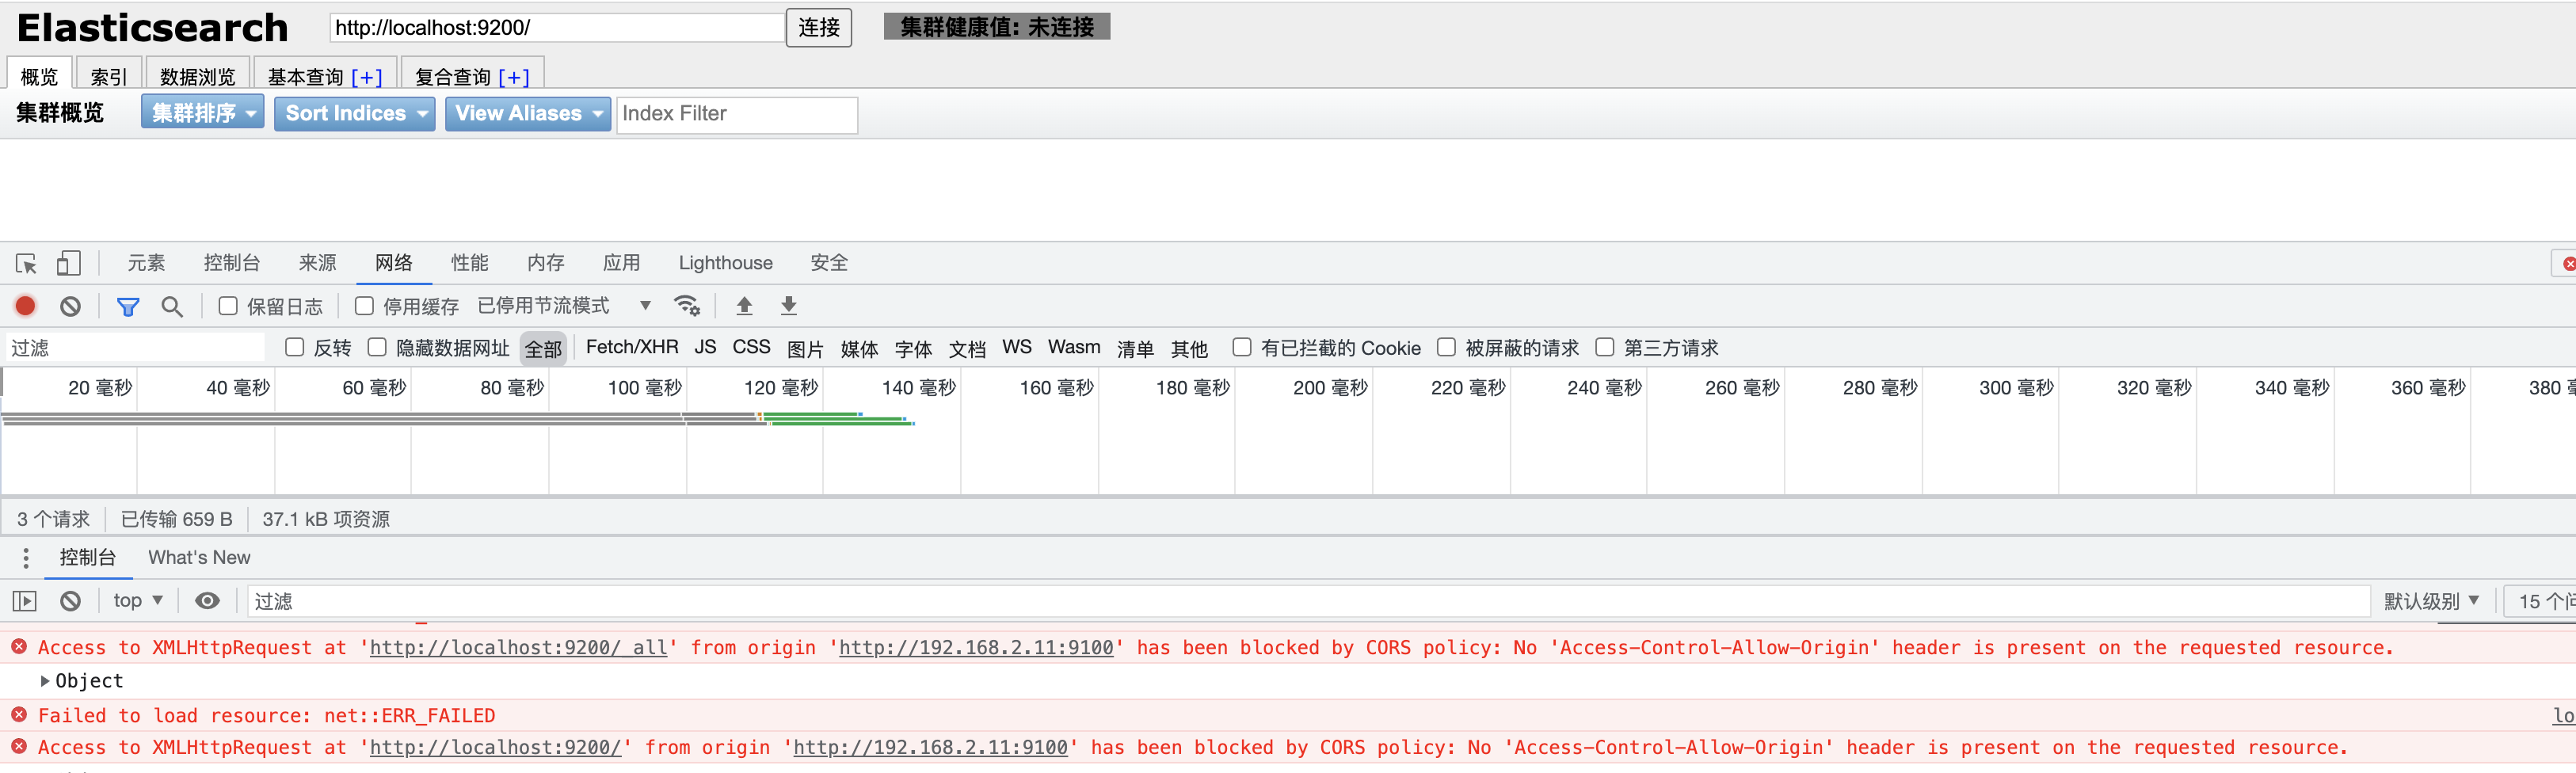 Elasticsearch http://localhost:9200/ 连接 集群健康值: 未连接
概览 索引 数据浏览 基本查询 [+] 复合查询 [+]
集群概览 集群排序 Sort Indices View Aliases Index Filter
元素 控制台 来源 网络 性能 内存 应用 Lighthouse 安全
保留日志 停用缓存 已停用节流模式
过滤 反转 隐藏数据网址 全部 Fetch/XHR JS CSS 图片 媒体 字体 文档 WS Wasm 清单 其他 有已拦截的 Cookie 被屏蔽的请求 第三方请求
20 毫秒 40 毫秒 60 毫秒 80 毫秒 100 毫秒 120 毫秒 140 毫秒 160 毫秒 180 毫秒 200 毫秒 220 毫秒 240 毫秒 260 毫秒 280 毫秒 300 毫秒 320 毫秒 340 毫秒 360 毫秒 380
3 个请求 已传输 659 B 37.1 kB 项资源
控制台 What's New
top 过滤 默认级别 15 个
Access to XMLHttpRequest at 'http://localhost:9200/_all' from origin 'http://192.168.2.11:9100' has been blocked by CORS policy: No 'Access-Control-Allow-Origin' header is present on the requested resource.
Object
Failed to load resource: net::ERR_FAILED lo
Access to XMLHttpRequest at 'http://localhost:9200/' from origin 'http://192.168.2.11:9100' has been blocked by CORS policy: No 'Access-Control-Allow-Origin' header is present on the requested resource.